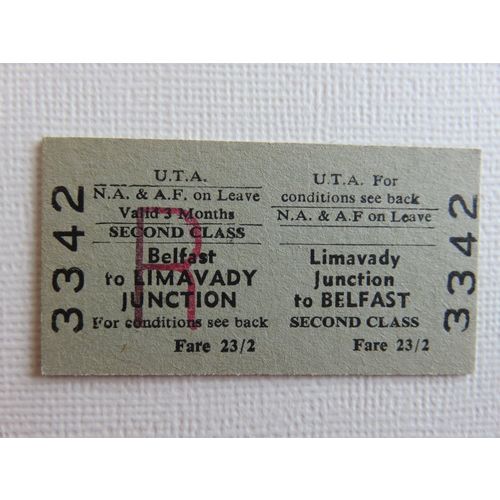 3342
U.T.A.
N.A. & A.F. on Leave
Valid 3 Months
SECOND CLASS
Belfast
to LIMAVADY
JUNCTION
For conditions see back
Fare 23/2
R
U.T.A. For
conditions see back
N.A. & A.F. on Leave
Limavady
Junction
to BELFAST
SECOND CLASS
Fare 23/2
3342